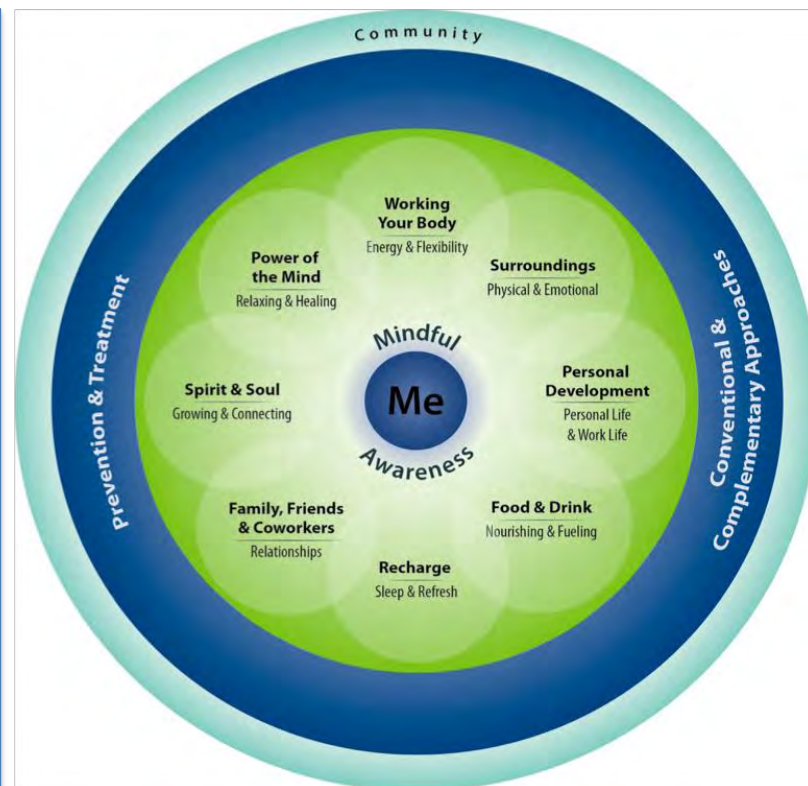 Community
Working
Your Body
Energy & Flexibility
Surroundings
Physical & Emotional
Personal
Development
Personal Life
& Work Life
Food & Drink
Nourishing & Fueling
Recharge
Sleep & Refresh
Family, Friends
& Coworkers
Relationships
Spirit & Soul
Growing & Connecting
Power of
the Mind
Relaxing & Healing
Mindful
Me
Awareness
Prevention & Treatment
Conventional &
Complementary Approaches